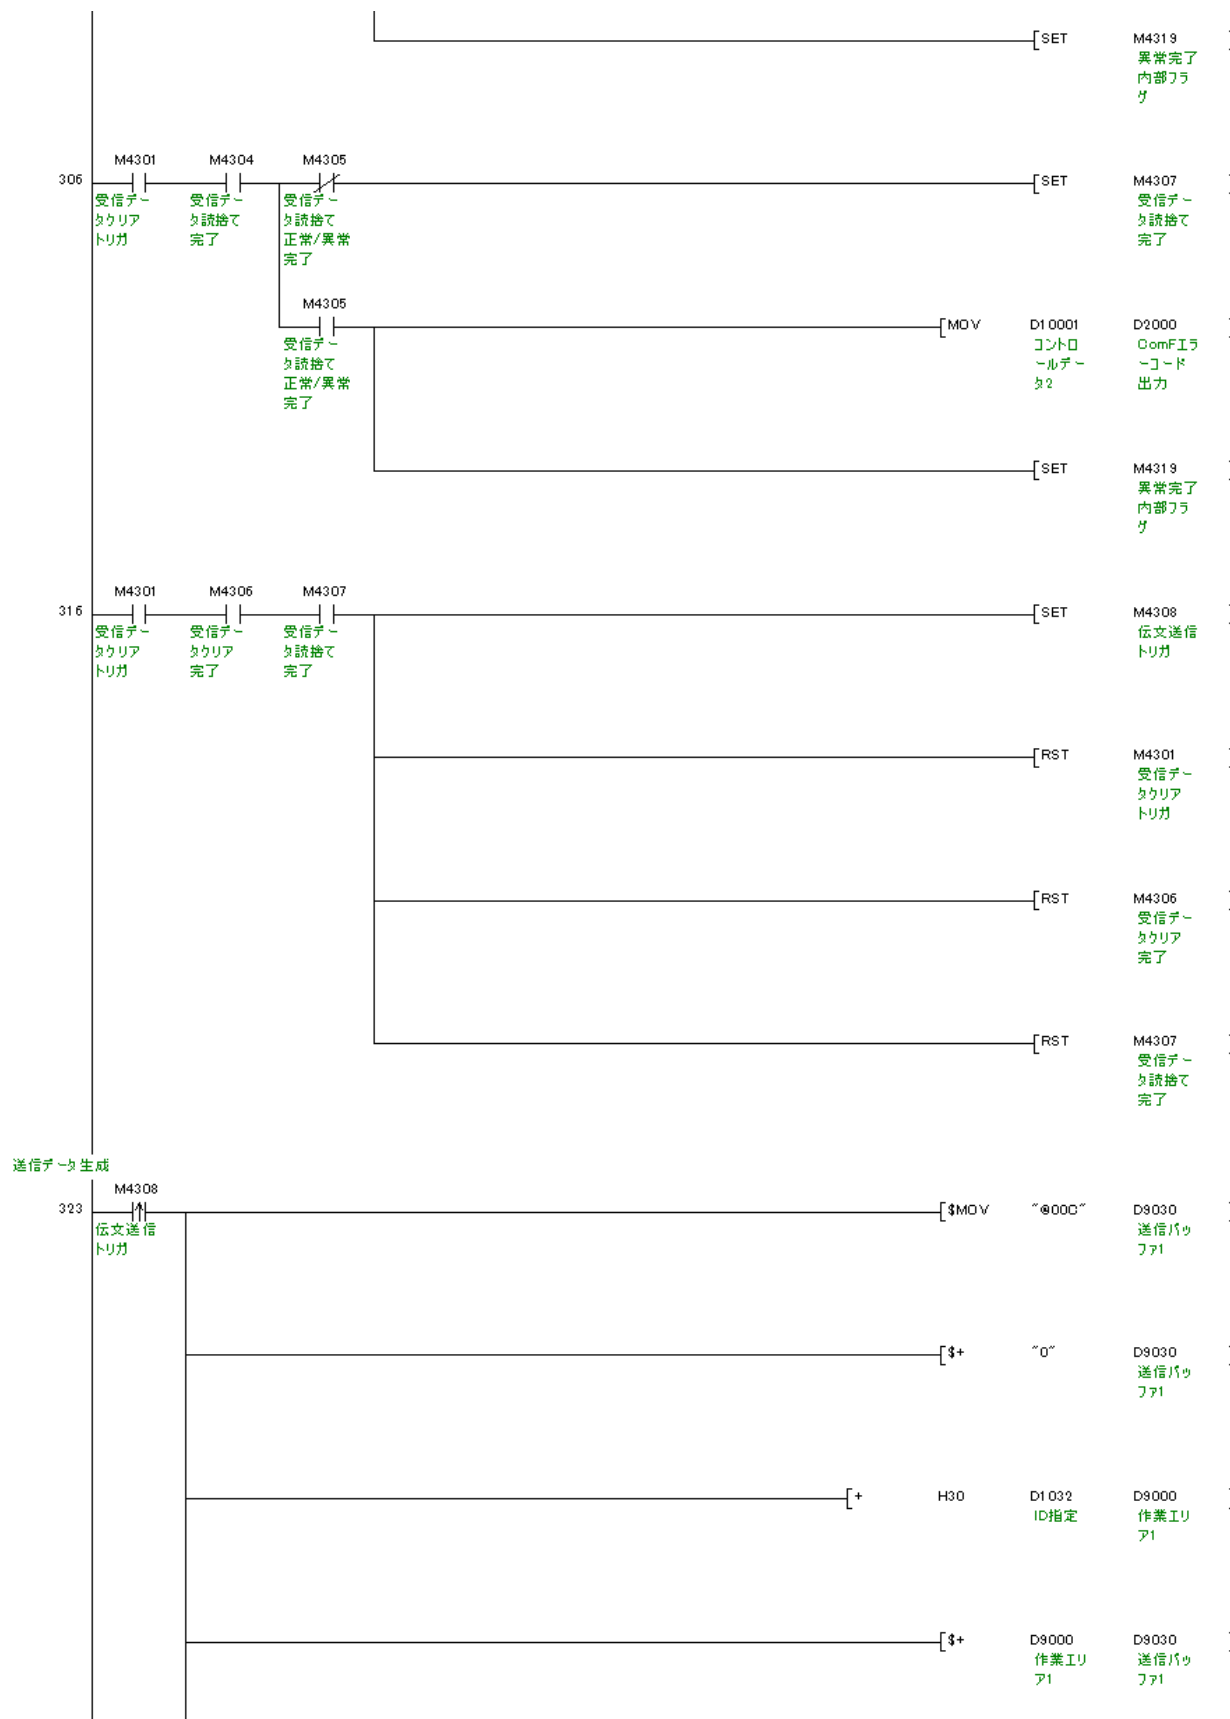 [SET M4319
異常完了
内部フラ
グ
M4301 M4304 M4305
306 [SET M4307
受信デー 受信デー 受信デー 受信デー
タクリア タ読捨て タ読捨て タ読捨て
トリガ 完了 正常/異常 完了
完了
M4305
[MOV D10001 D2000
受信デー コントロ ComFエラ
タ読捨て ールデー ーコード
正常/異常 タ2 出力
完了
[SET M4319
異常完了
内部フラ
グ
M4301 M4306 M4307
316 [SET M4308
受信デー 受信デー 受信デー 伝文送信
タクリア タクリア タ読捨て トリガ
トリガ 完了 完了
[RST M4301
受信デー
タクリア
トリガ
[RST M4306
受信デー
タクリア
完了
[RST M4307
受信デー
タ読捨て
完了
送信データ生成
M4308
323 [$MOV "@00C" D9030
伝文送信 送信バッ
トリガ ファ1
[$+ "0" D9030
送信バッ
ファ1
[+ H30 D1032 D9000
ID指定 作業エリ
ア1
[$+ D9000 D9030
作業エリ 送信バッ
ア1 ファ1